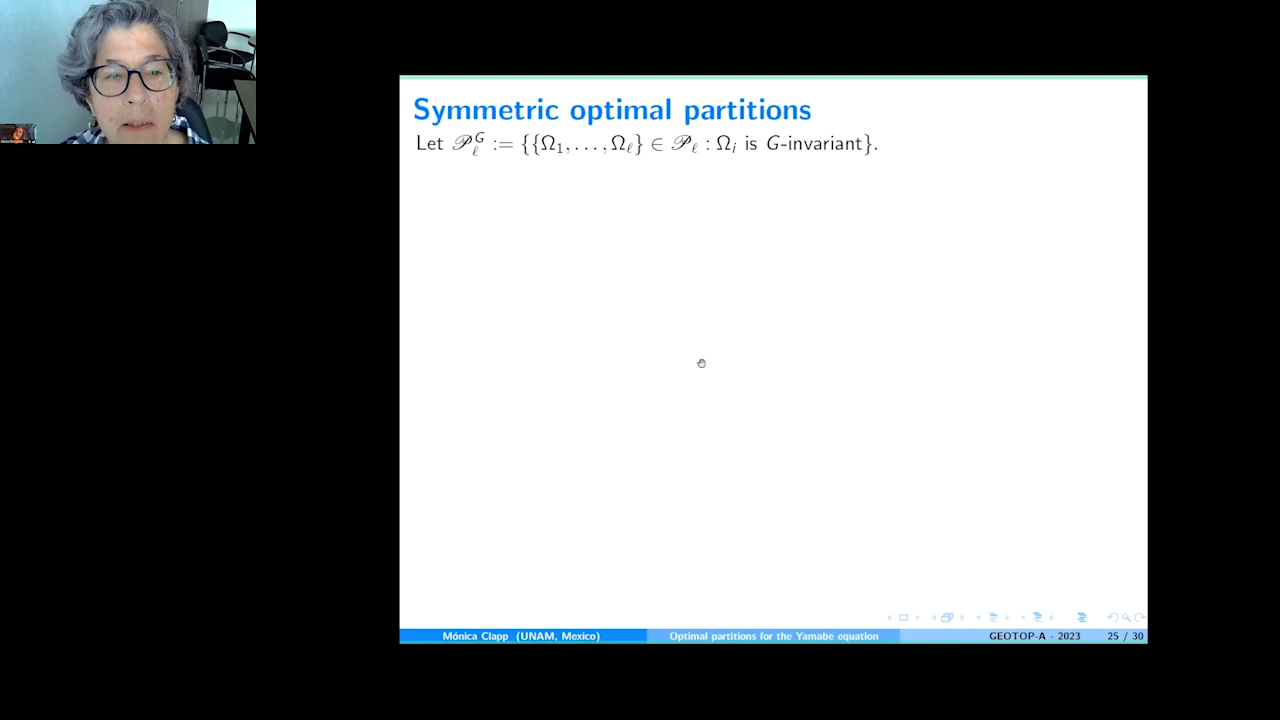 Symmetric optimal partitions
Let 𝒫_ℓ^G := {{Ω₁, . . . , Ω_ℓ} ∈ 𝒫_ℓ : Ω_i is G-invariant}.
Mónica Clapp (UNAM, Mexico) Optimal partitions for the Yamabe equation GEOTOP-A - 2023 25 / 30